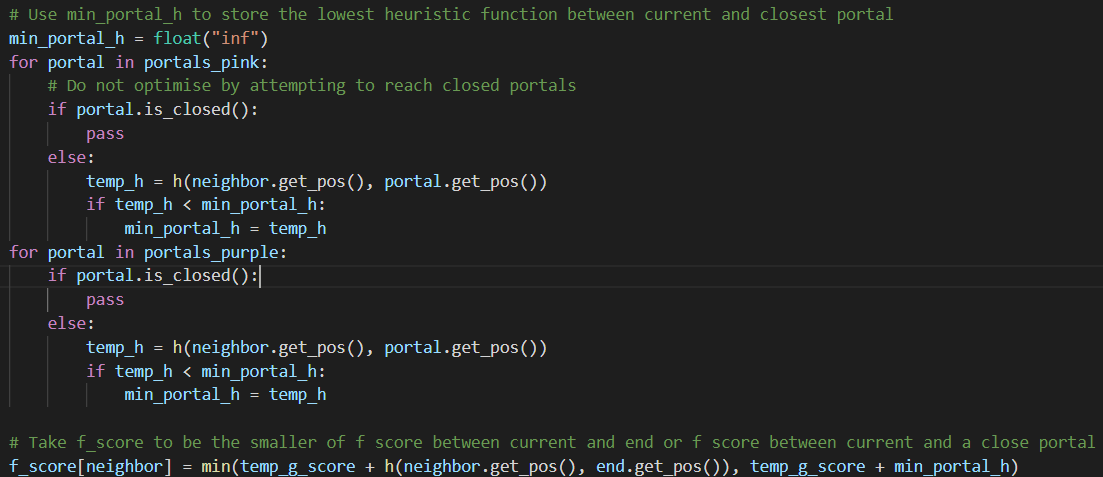 # Use min_portal_h to store the lowest heuristic function between current and closest portal
min_portal_h = float("inf")
for portal in portals_pink:
    # Do not optimise by attempting to reach closed portals
    if portal.is_closed():
        pass
    else:
        temp_h = h(neighbor.get_pos(), portal.get_pos())
        if temp_h < min_portal_h:
            min_portal_h = temp_h
for portal in portals_purple:
    if portal.is_closed():
        pass
    else:
        temp_h = h(neighbor.get_pos(), portal.get_pos())
        if temp_h < min_portal_h:
            min_portal_h = temp_h

# Take f_score to be the smaller of f score between current and end or f score between current and a close portal
f_score[neighbor] = min(temp_g_score + h(neighbor.get_pos(), end.get_pos()), temp_g_score + min_portal_h)